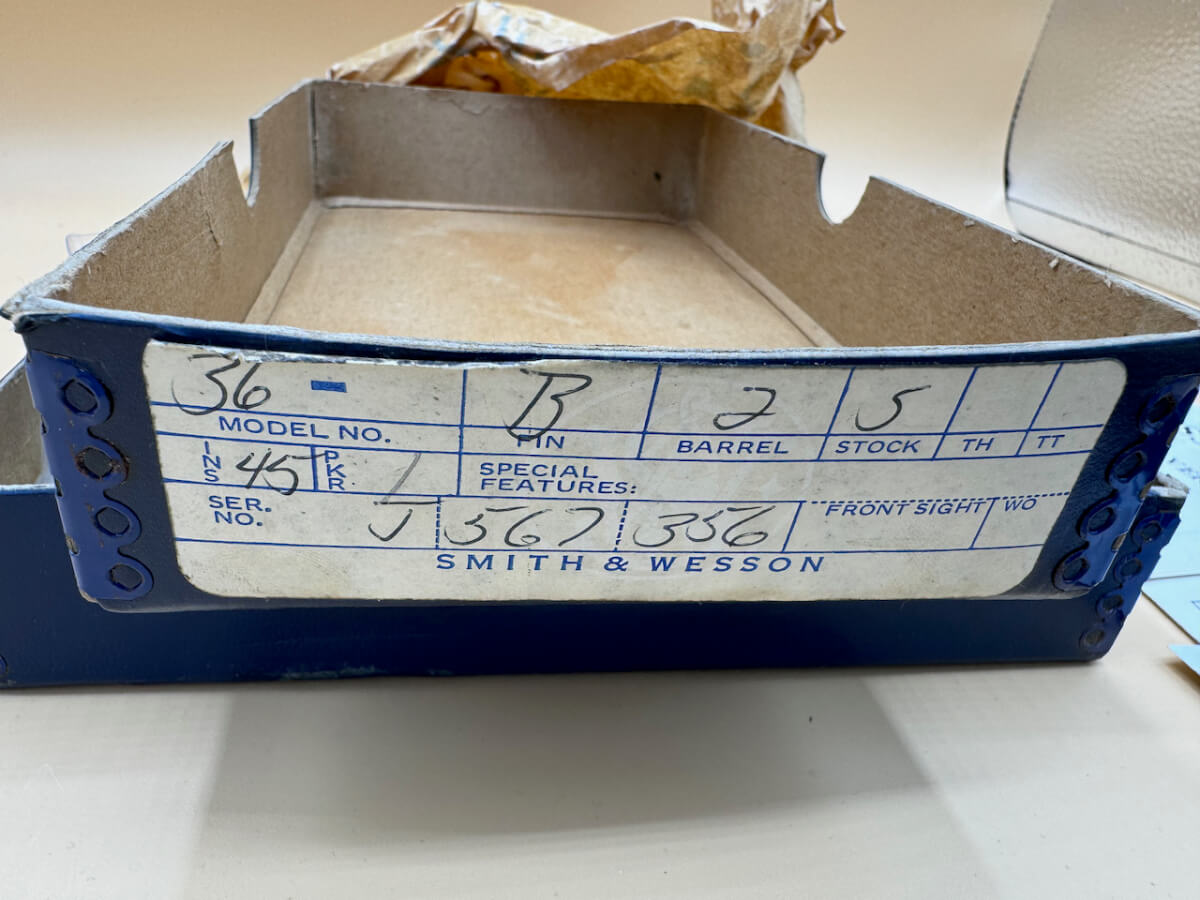 36 - B 2 5
MODEL NO. FIN BARREL STOCK TH TT
INS 45 PKR. L SPECIAL FEATURES:
SER. NO. J 567 356 FRONT SIGHT WO
SMITH & WESSON